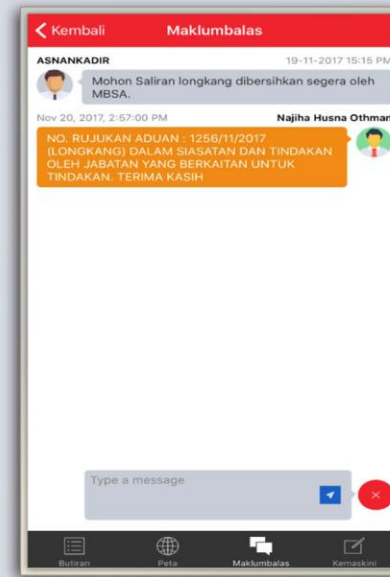 Kembali
Maklumbalas
ASNANKADIR
19-11-2017 15:15 PM
Mohon Saliran longkang dibersihkan segera oleh
MBSA.
Nov 20, 2017, 2:57:00 PM
Najiha Husna Othman
NO. RUJUKAN ADUAN : 1256/11/2017
(LONGKANG) DALAM SIASATAN DAN TINDAKAN
OLEH JABATAN YANG BERKAITAN UNTUK
TINDAKAN. TERIMA KASIH
Type a message
Butiran
Peta
Maklumbalas
Kemaskini